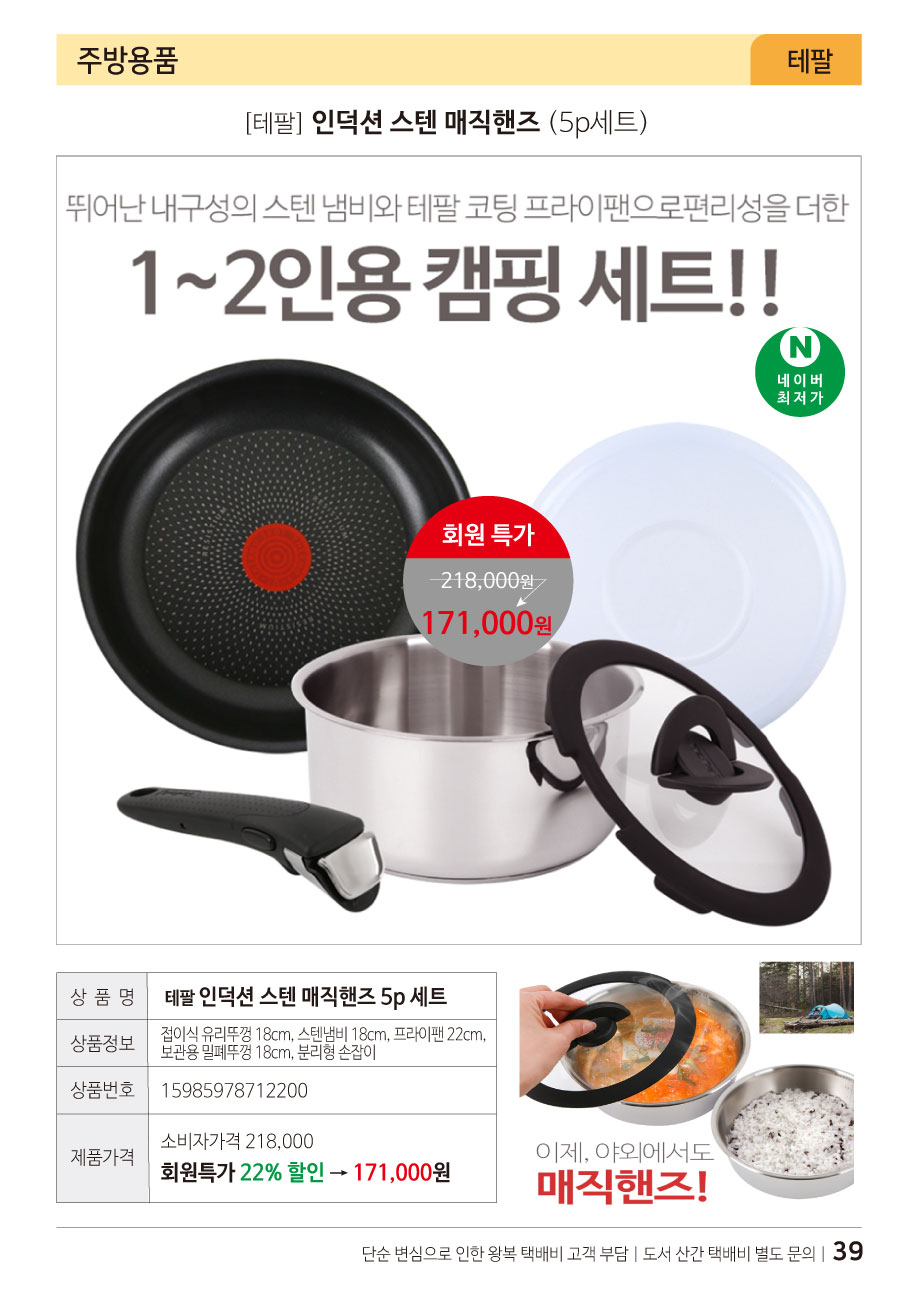 주방용품
테팔
[테팔] 인덕션 스텐 매직핸즈 (5p세트)
뛰어난 내구성의 스텐 냄비와 테팔 코팅 프라이팬으로편리성을 더한
1~2인용 캠핑 세트!!
N
네이버
최저가
회원 특가
218,000원
171,000원
상 품 명
테팔 인덕션 스텐 매직핸즈 5p 세트
상품정보
접이식 유리뚜껑 18cm, 스텐냄비 18cm, 프라이팬 22cm,
보관용 밀폐뚜껑 18cm, 분리형 손잡이
상품번호
15985978712200
제품가격
소비자가격 218,000
회원특가 22% 할인 → 171,000원
이제, 야외에서도
매직핸즈!
단순 변심으로 인한 왕복 택배비 고객 부담 | 도서 산간 택배비 별도 문의 | 39